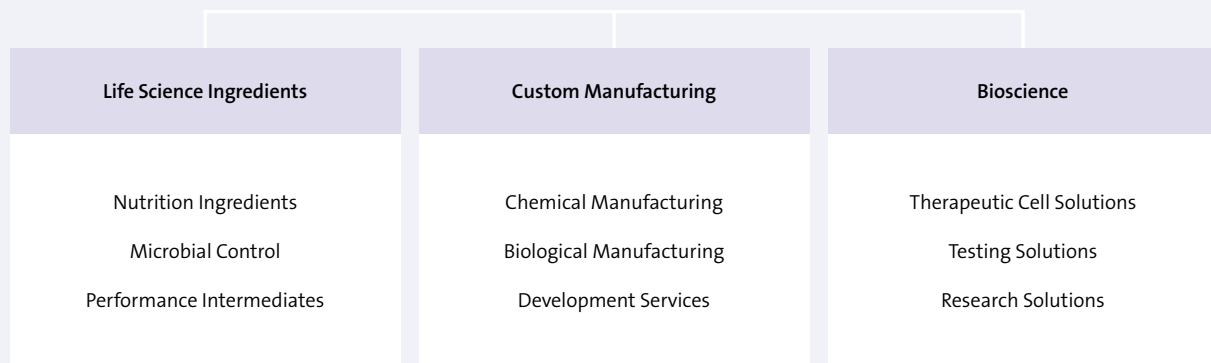 Life Science Ingredients
Nutrition Ingredients
Microbial Control
Performance Intermediates
Custom Manufacturing
Chemical Manufacturing
Biological Manufacturing
Development Services
Bioscience
Therapeutic Cell Solutions
Testing Solutions
Research Solutions